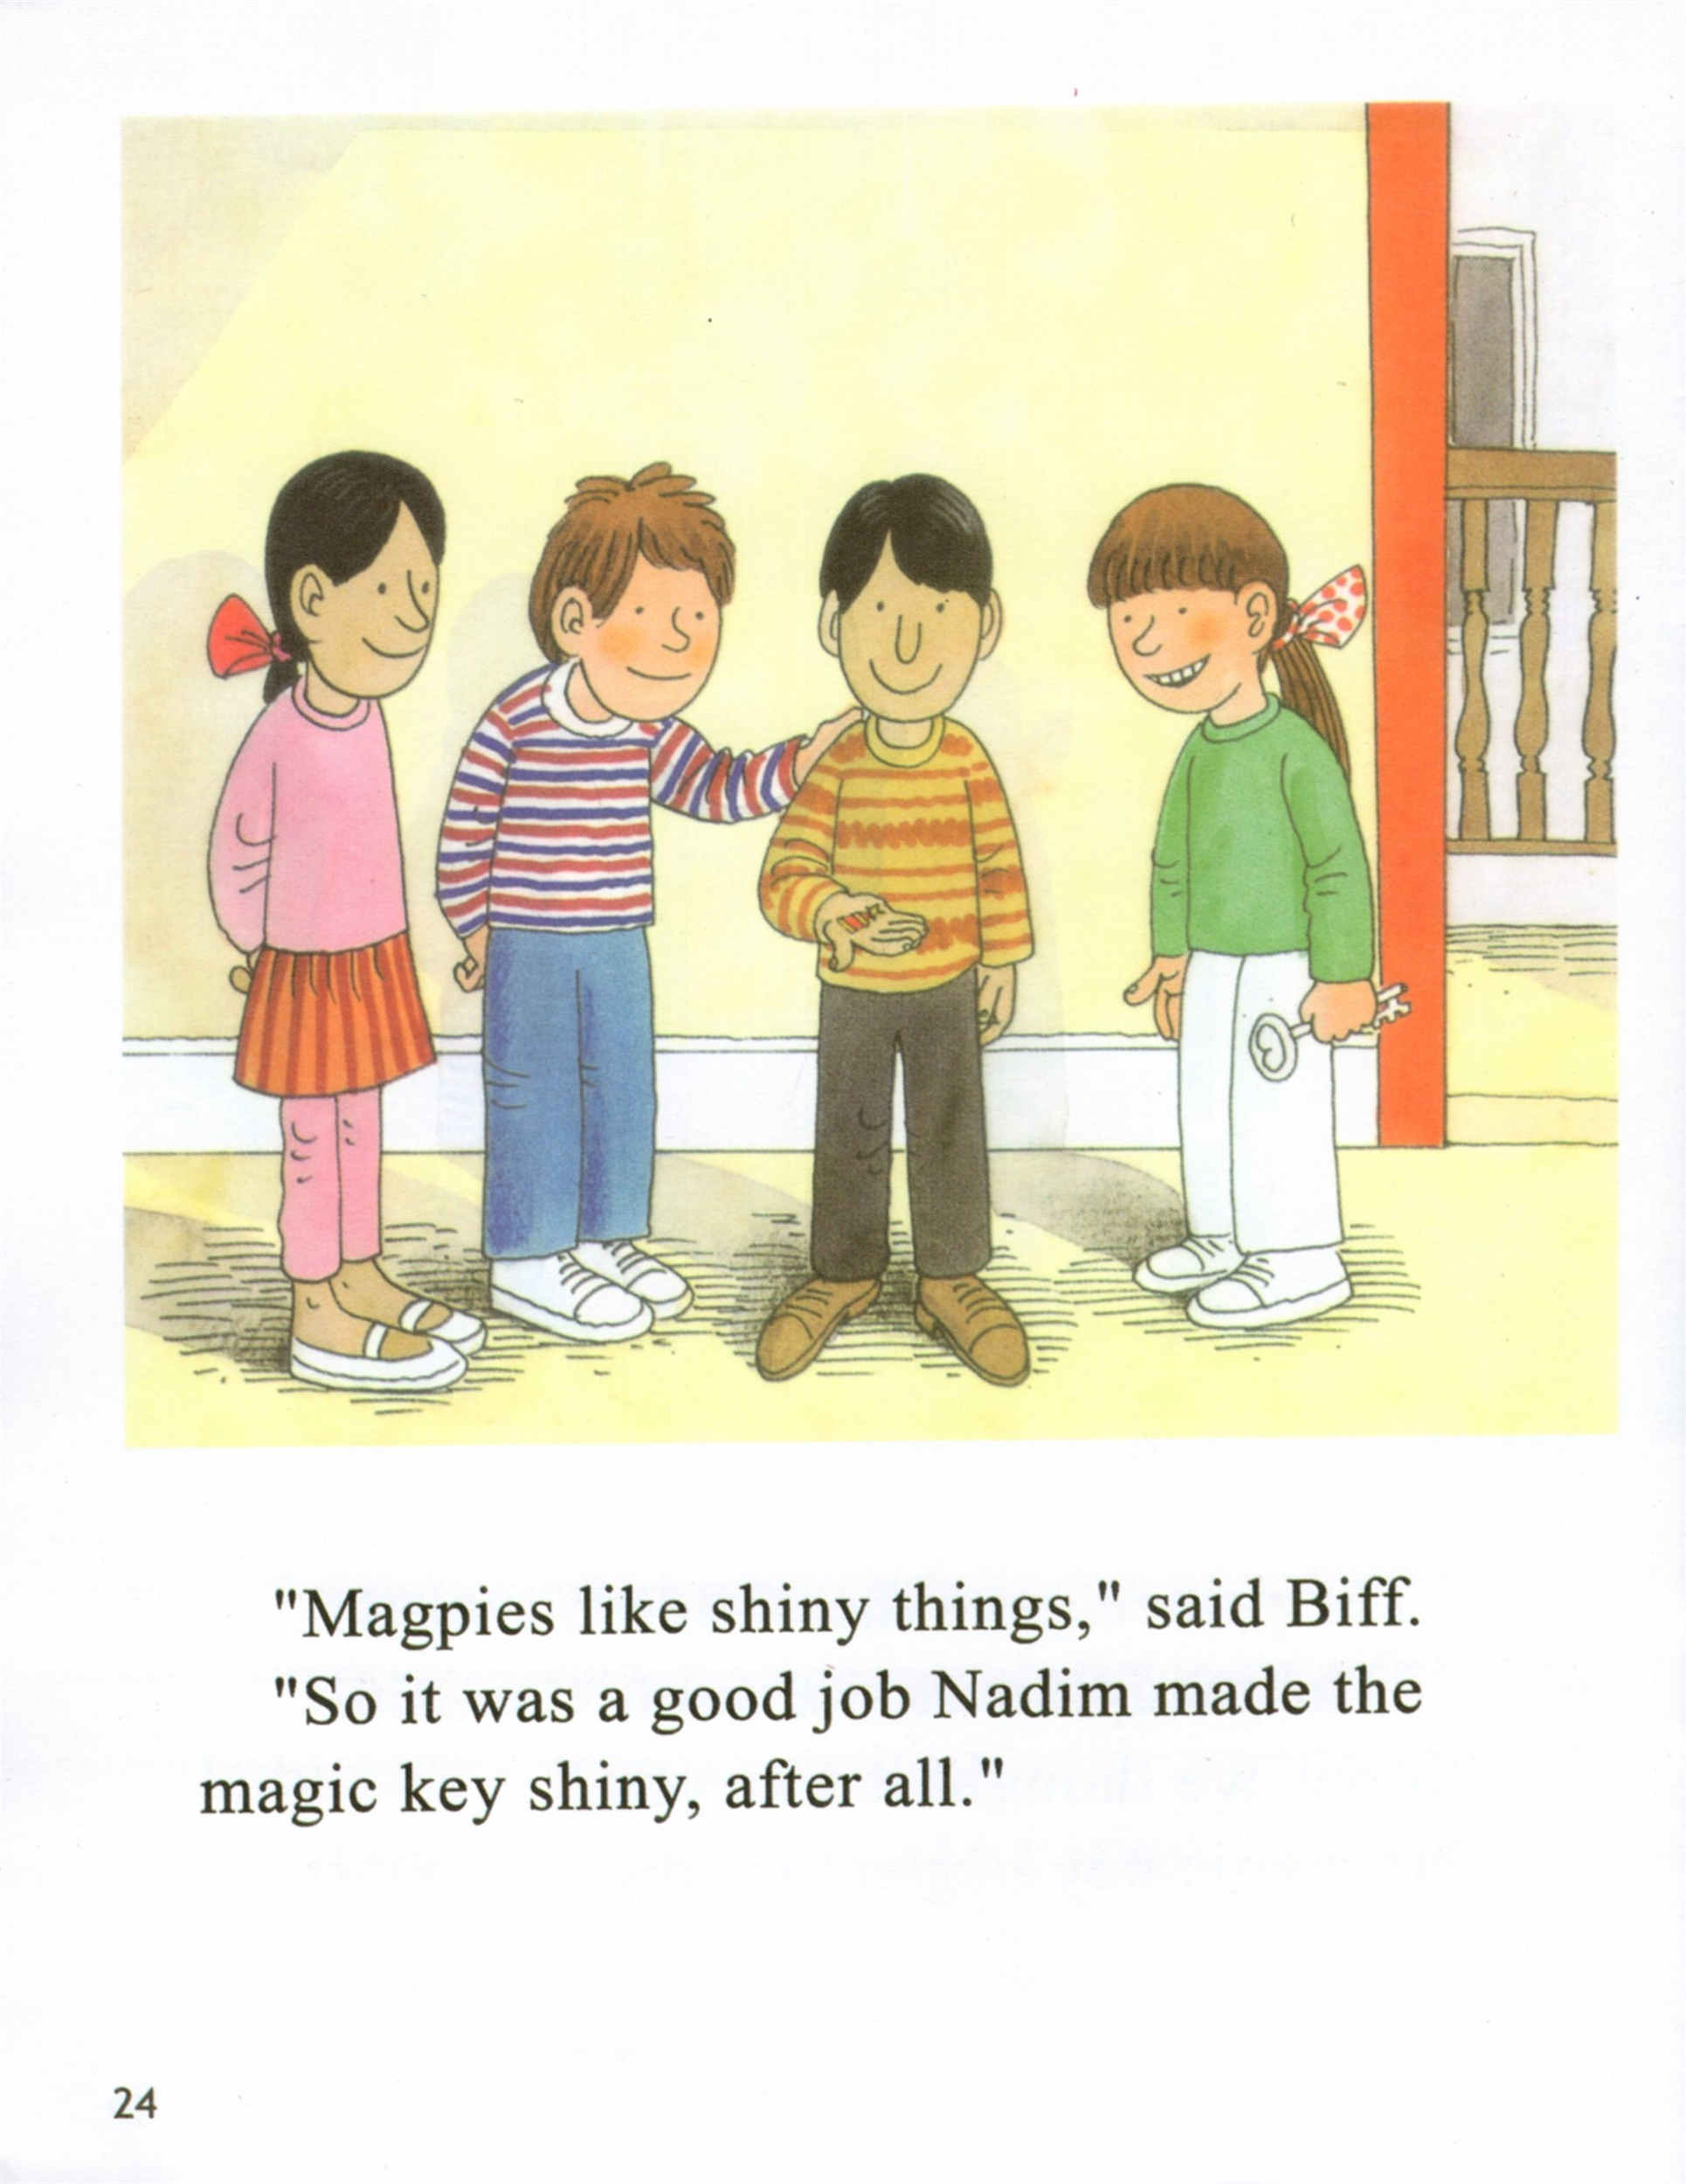 "Magpies like shiny things," said Biff.
"So it was a good job Nadim made the
magic key shiny, after all."
24